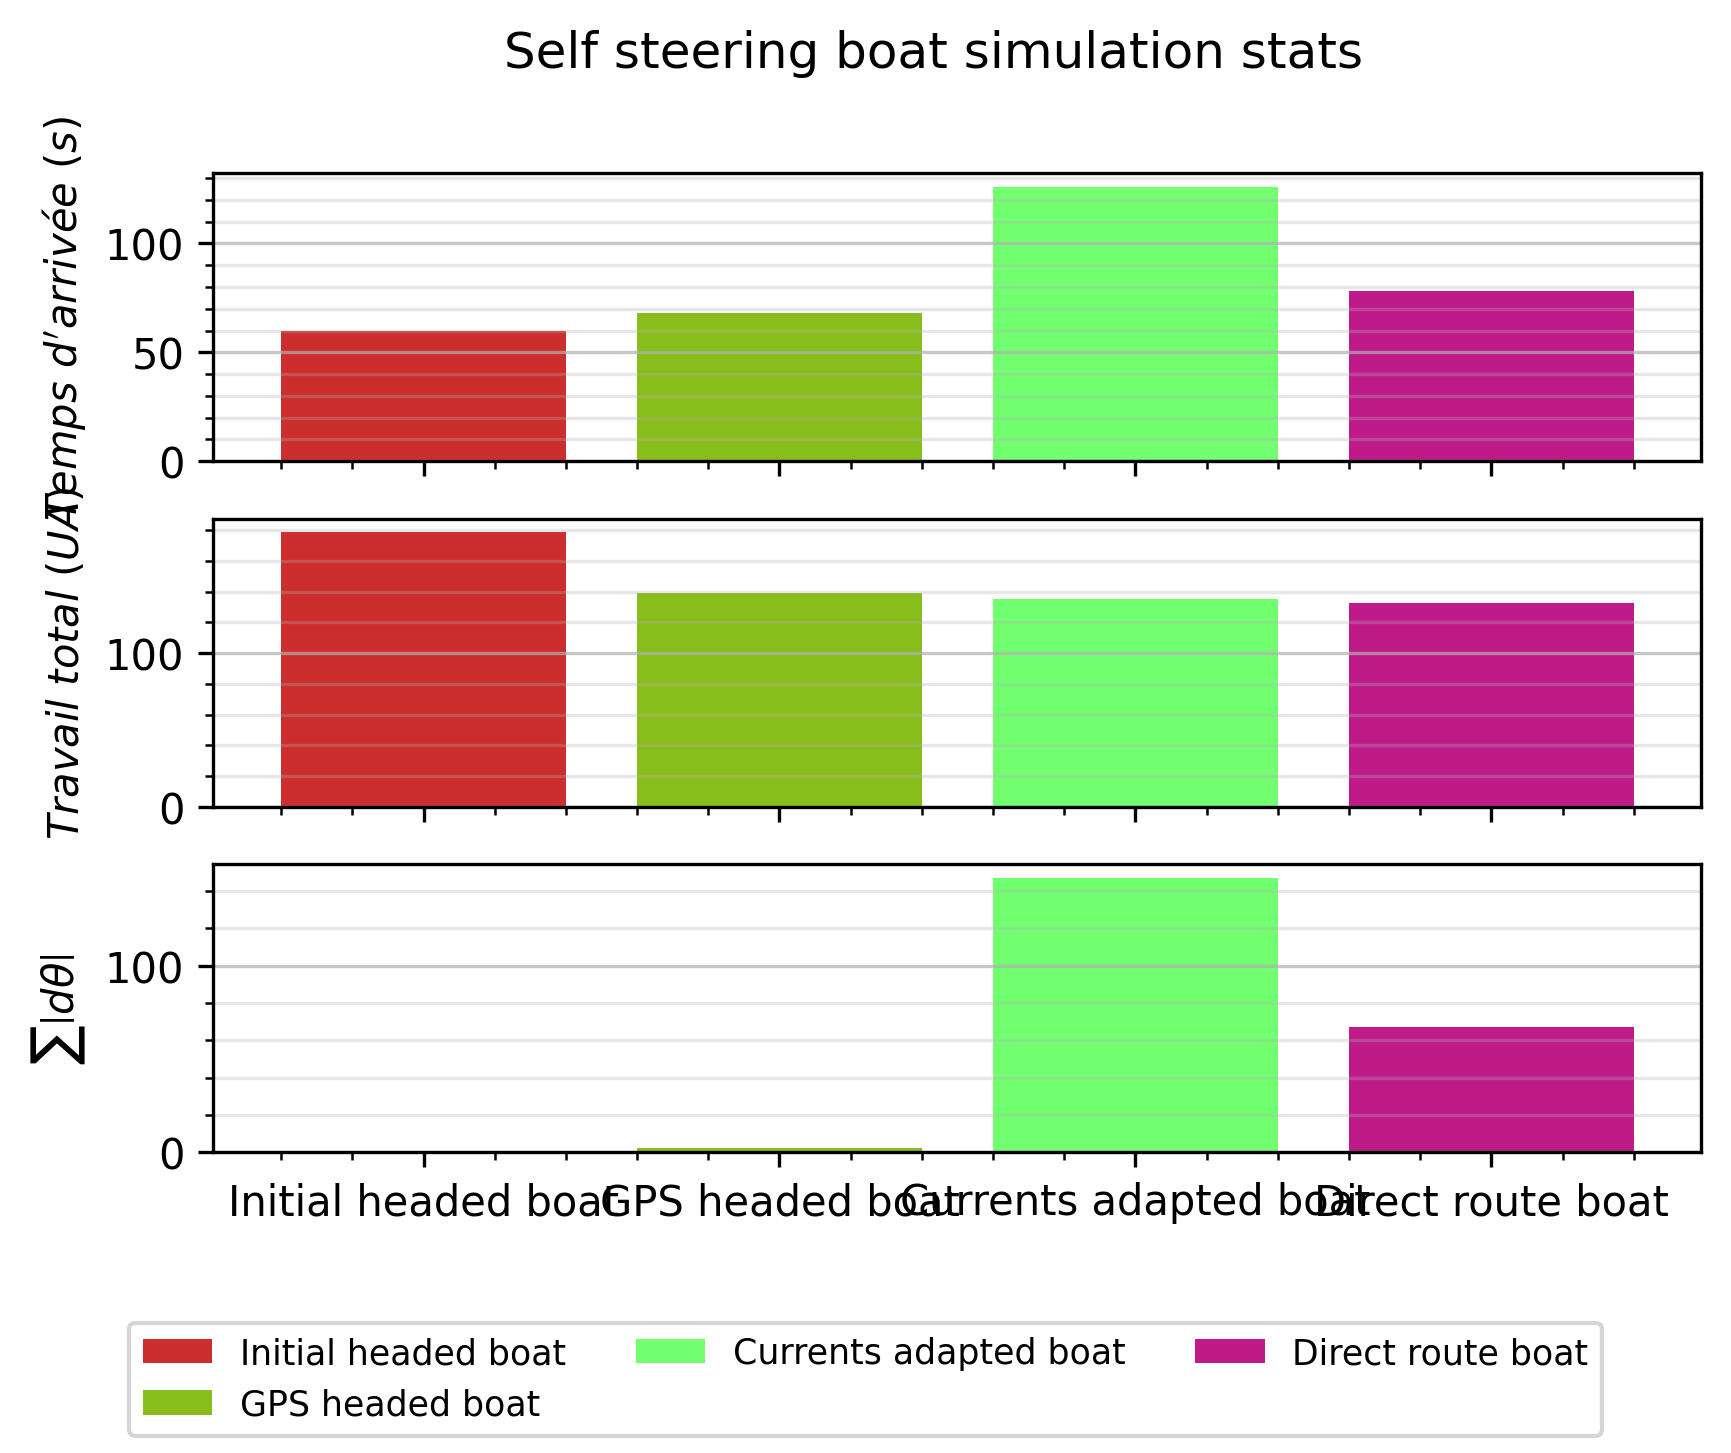 Self steering boat simulation stats
Temps d'arrivée (s)
100
50
0
Travail total (UA)
100
0
∑|dθ|
100
0
Initial headed boat
GPS headed boat
Currents adapted boat
Direct route boat
Initial headed boat
GPS headed boat
Currents adapted boat
Direct route boat